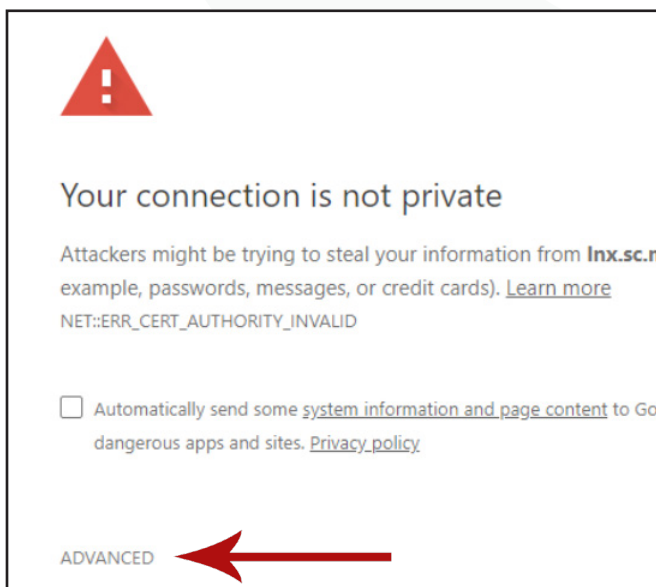 Your connection is not private
Attackers might be trying to steal your information from lnx.sc.
example, passwords, messages, or credit cards). Learn more
NET::ERR_CERT_AUTHORITY_INVALID
Automatically send some system information and page content to Go
dangerous apps and sites. Privacy policy
ADVANCED